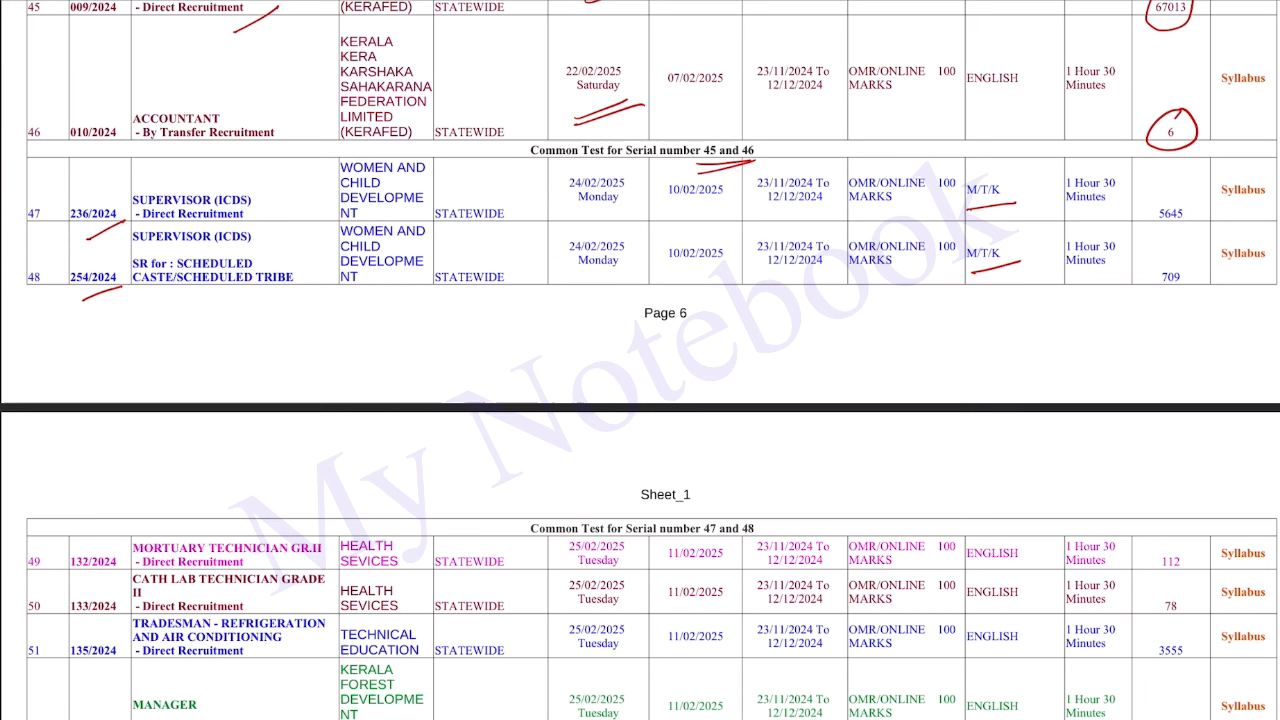 45 009/2024 - Direct Recruitment (KERAFED) STATEWIDE 67013
KERALA
KERA
KARSHAKA
SAHAKARANA
FEDERATION
LIMITED
(KERAFED)
46 010/2024 ACCOUNTANT
- By Transfer Recruitment
STATEWIDE
22/02/2025
Saturday
07/02/2025
23/11/2024 To
12/12/2024
OMR/ONLINE 100
MARKS
ENGLISH
1 Hour 30
Minutes
6
Syllabus
Common Test for Serial number 45 and 46
47 236/2024 SUPERVISOR (ICDS)
- Direct Recruitment
WOMEN AND
CHILD
DEVELOPME
NT
STATEWIDE
24/02/2025
Monday
10/02/2025
23/11/2024 To
12/12/2024
OMR/ONLINE 100
MARKS
M/T/K
1 Hour 30
Minutes
5645
Syllabus
48 254/2024 SUPERVISOR (ICDS)
SR for : SCHEDULED
CASTE/SCHEDULED TRIBE
WOMEN AND
CHILD
DEVELOPME
NT
STATEWIDE
24/02/2025
Monday
10/02/2025
23/11/2024 To
12/12/2024
OMR/ONLINE 100
MARKS
M/T/K
1 Hour 30
Minutes
709
Syllabus
Page 6
My Notebook
Sheet_1
Common Test for Serial number 47 and 48
49 132/2024 MORTUARY TECHNICIAN GR.II
- Direct Recruitment
HEALTH
SEVICES
STATEWIDE
25/02/2025
Tuesday
11/02/2025
23/11/2024 To
12/12/2024
OMR/ONLINE 100
MARKS
ENGLISH
1 Hour 30
Minutes
112
Syllabus
50 133/2024 CATH LAB TECHNICIAN GRADE
II
- Direct Recruitment
HEALTH
SEVICES
STATEWIDE
25/02/2025
Tuesday
11/02/2025
23/11/2024 To
12/12/2024
OMR/ONLINE 100
MARKS
ENGLISH
1 Hour 30
Minutes
78
Syllabus
51 135/2024 TRADESMAN - REFRIGERATION
AND AIR CONDITIONING
- Direct Recruitment
TECHNICAL
EDUCATION
STATEWIDE
25/02/2025
Tuesday
11/02/2025
23/11/2024 To
12/12/2024
OMR/ONLINE 100
MARKS
ENGLISH
1 Hour 30
Minutes
3555
Syllabus
MANAGER
KERALA
FOREST
DEVELOPME
NT
25/02/2025
Tuesday
11/02/2025
23/11/2024 To
12/12/2024
OMR/ONLINE 100
MARKS
ENGLISH
1 Hour 30
Minutes
Syllabus